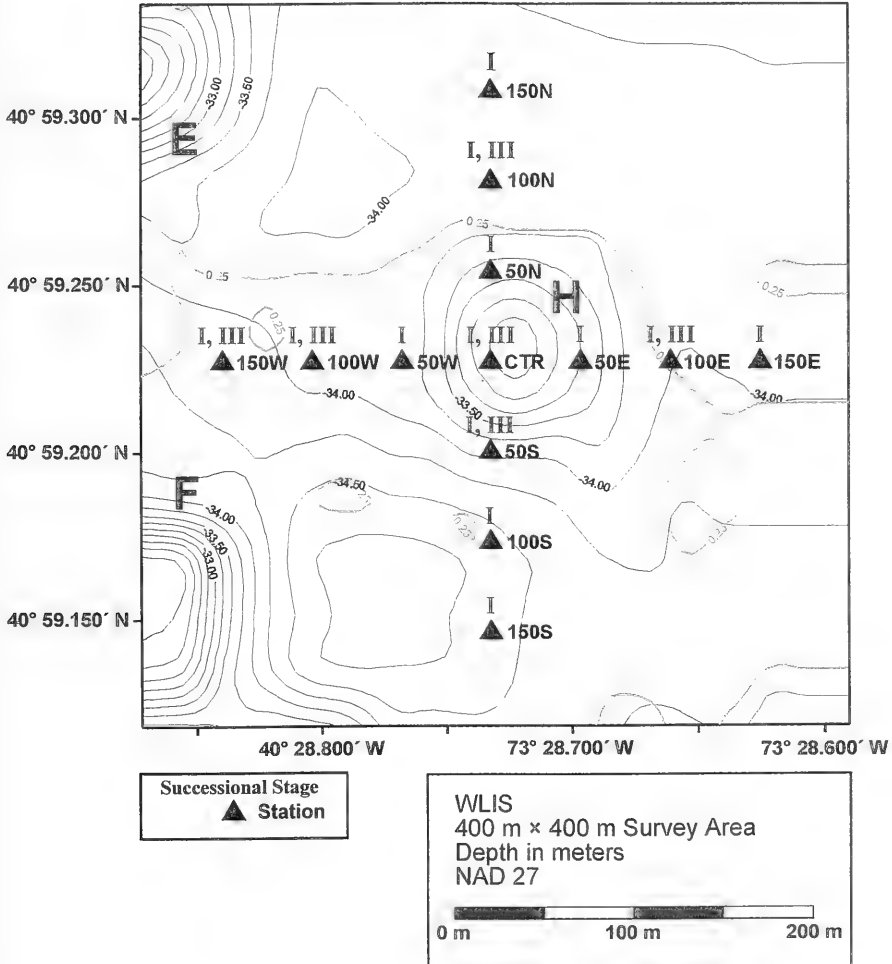 I
150N
-33.00
-33.50
40° 59.300´ N
E
I, III
100N
-34.00
0.25
I
50N
0.25
40° 59.250´ N
H
0.25
0.25
I, III
I, III
I
I, III
I
I, III
I
150W
100W
50W
CTR
50E
100E
150E
-34.00
-33.50
-34.00
I, III
50S
40° 59.200´ N
-34.50
-34.00
F
-34.00
-33.50
-33.00
I
0.25
100S
0.25
I
40° 59.150´ N
150S
40° 28.800´ W
73° 28.700´ W
73° 28.600´ W
Successional Stage
Station
WLIS
400 m × 400 m Survey Area
Depth in meters
NAD 27
0 m
100 m
200 m